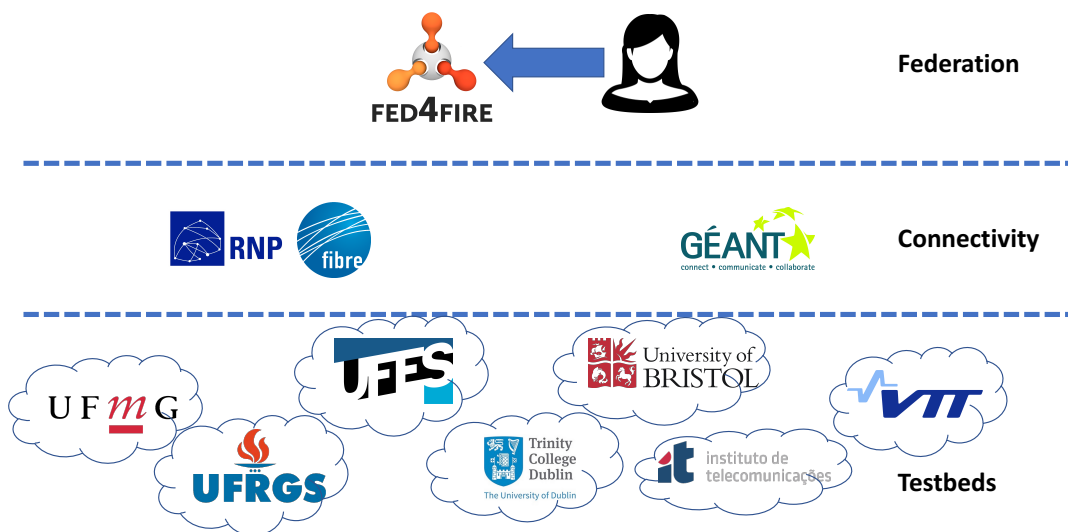 FED4FIRE
Federation
RNP
fibre
GÉANT
connect • communicate • collaborate
Connectivity
UFmG
UFES
University of
BRISTOL
VTT
UFRGS
Trinity
College
Dublin
The University of Dublin
it instituto de
telecomunicações
Testbeds